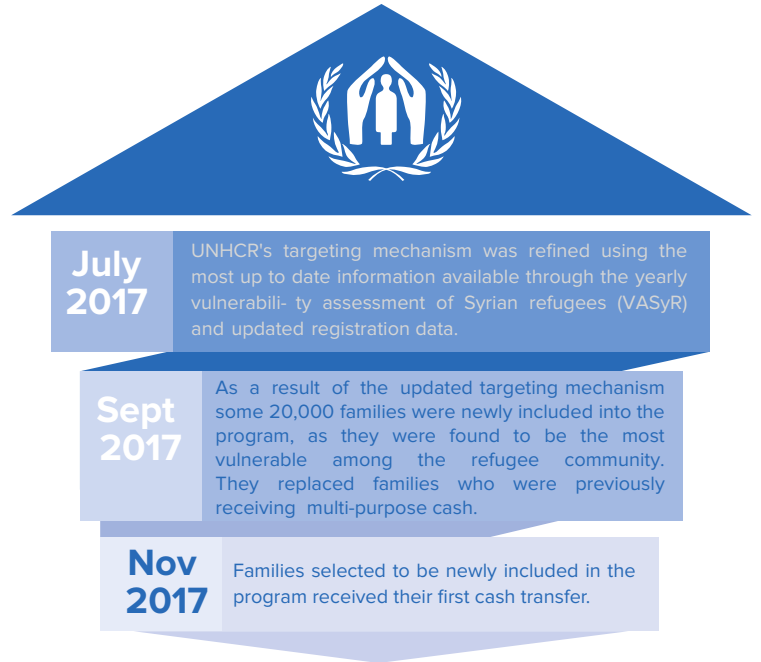 July
2017
UNHCR's targeting mechanism was refined using the
most up to date information available through the yearly
vulnerabili- ty assessment of Syrian refugees (VASyR)
and updated registration data.
Sept
2017
As a result of the updated targeting mechanism
some 20,000 families were newly included into the
program, as they were found to be the most
vulnerable among the refugee community.
They replaced families who were previously
receiving multi-purpose cash.
Nov
2017
Families selected to be newly included in the
program received their first cash transfer.